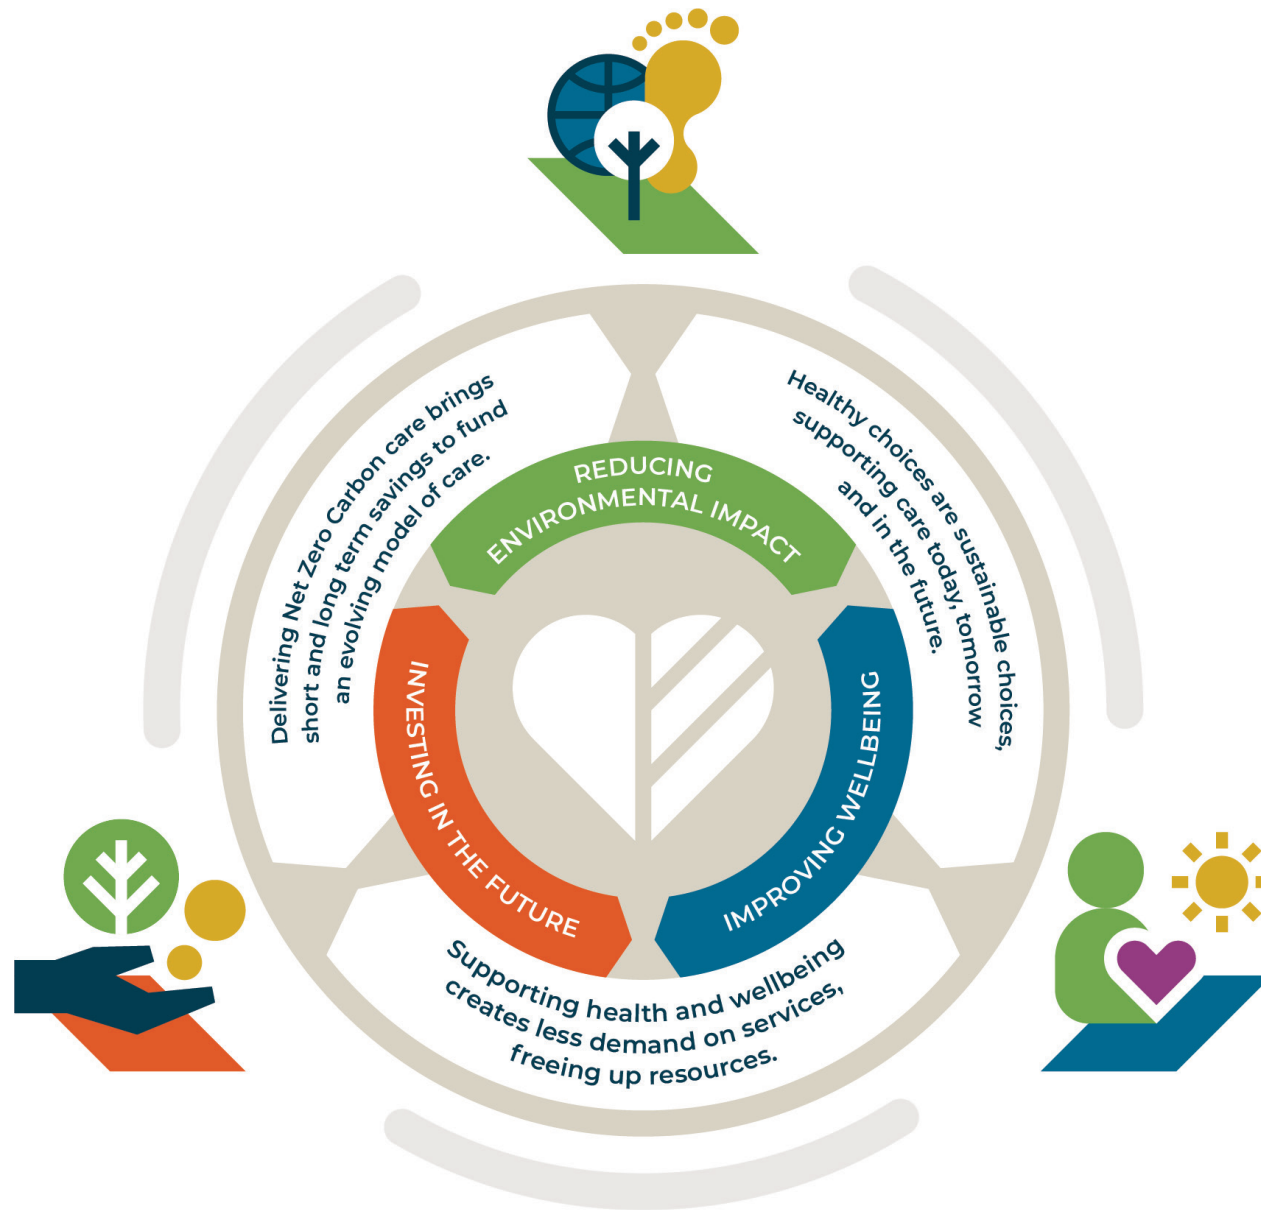 REDUCING
ENVIRONMENTAL IMPACT
Healthy choices are sustainable choices,
supporting care today, tomorrow
and in the future.
IMPROVING WELLBEING
Supporting health and wellbeing
creates less demand on services,
freeing up resources.
INVESTING IN THE FUTURE
Delivering Net Zero Carbon care brings
short and long term savings to fund
an evolving model of care.